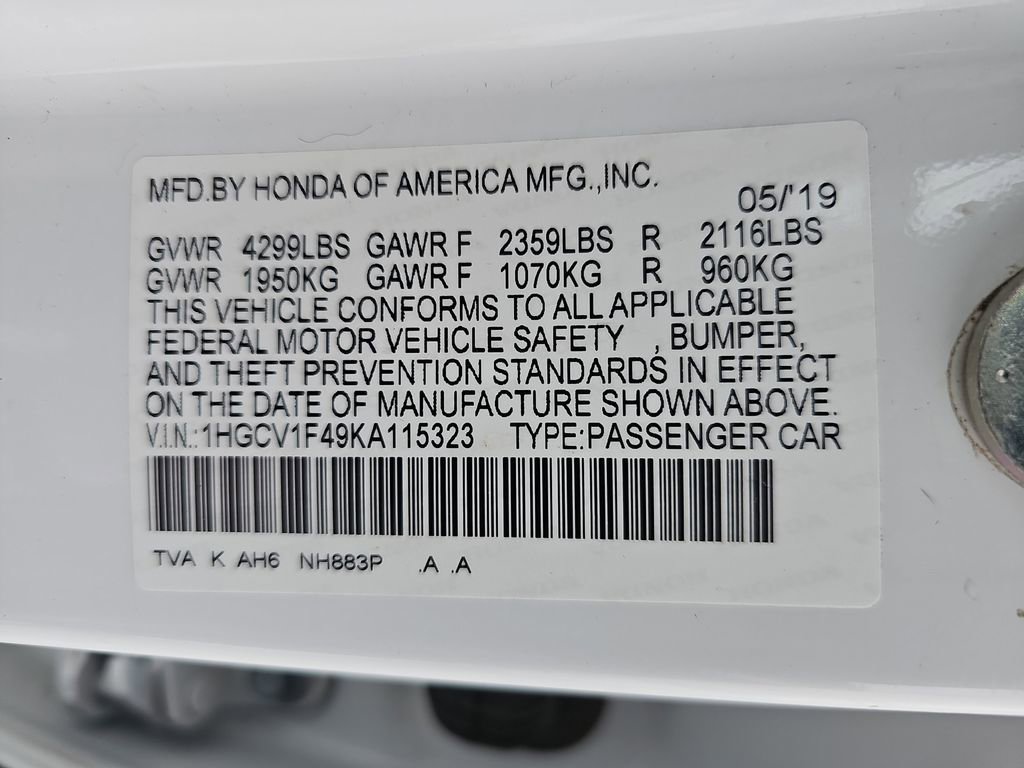 MFD.BY HONDA OF AMERICA MFG.,INC. 05/'19
GVWR 4299LBS GAWR F 2359LBS R 2116LBS
GVWR 1950KG GAWR F 1070KG R 960KG
THIS VEHICLE CONFORMS TO ALL APPLICABLE
FEDERAL MOTOR VEHICLE SAFETY , BUMPER,
AND THEFT PREVENTION STANDARDS IN EFFECT
ON THE DATE OF MANUFACTURE SHOWN ABOVE.
V.I.N.:1HGCV1F49KA115323 TYPE:PASSENGER CAR
TVA K AH6 NH883P .A .A